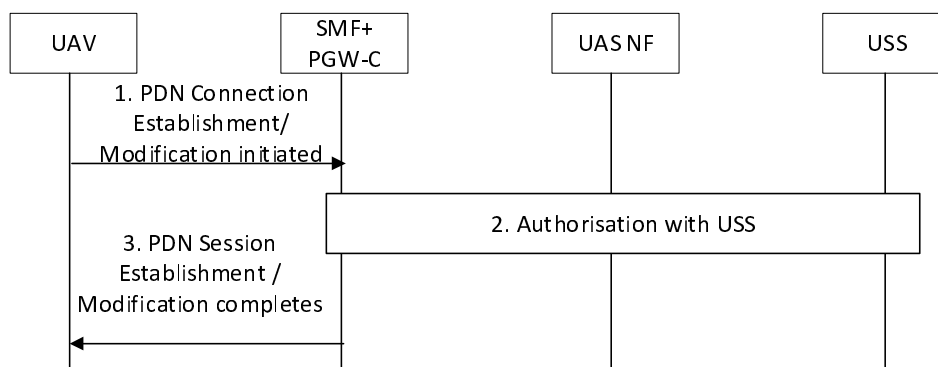 UAV
SMF+
PGW-C
UAS NF
USS
1. PDN Connection
Establishment/
Modification initiated
2. Authorisation with USS
3. PDN Session
Establishment /
Modification completes